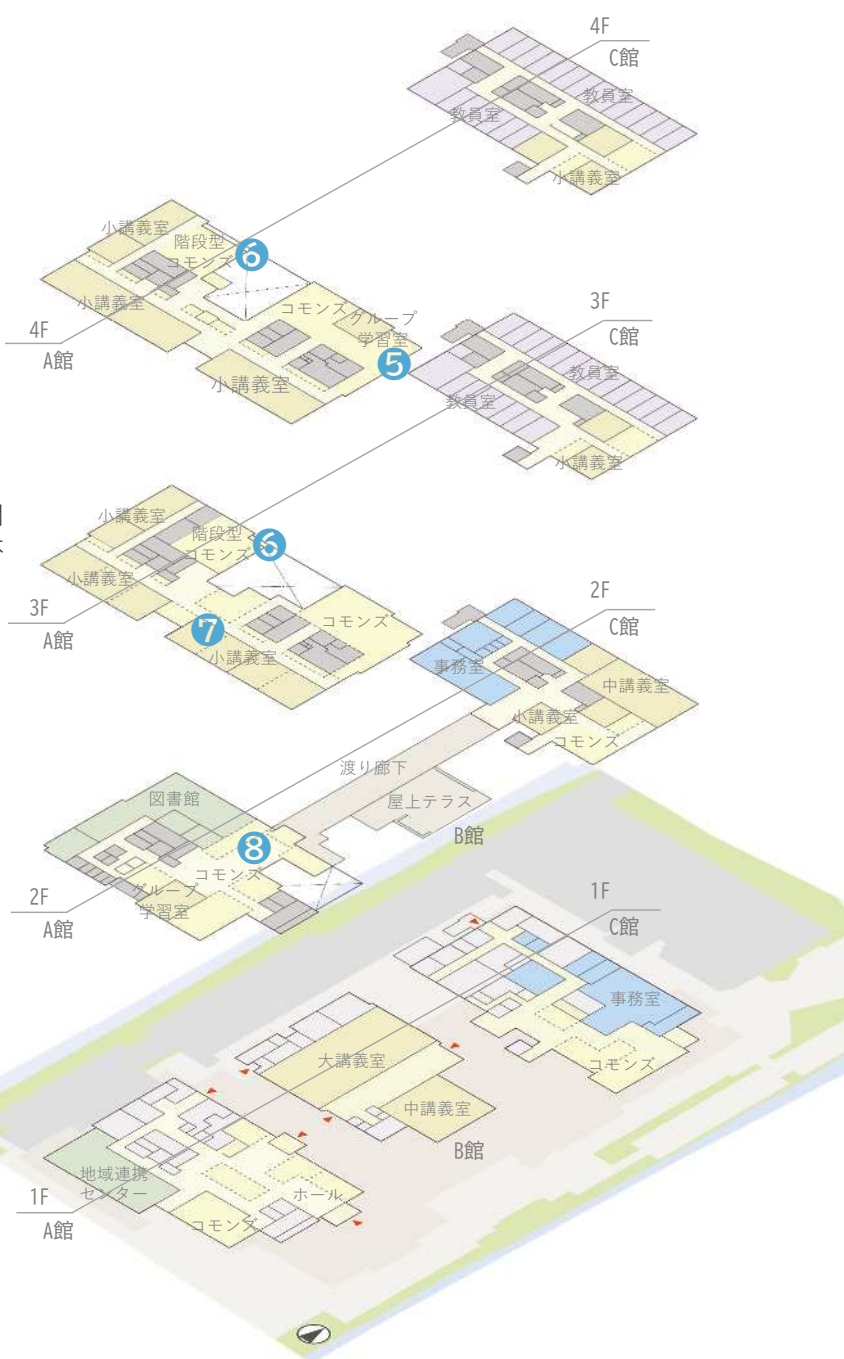 4F
C館
教員室
教員室
小講義室
小講義室
階段型
コモンズ
6
小講義室
コモンズ
グループ
学習室
5
小講義室
4F
A館
3F
C館
教員室
教員室
小講義室
小講義室
階段型
コモンズ
6
小講義室
コモンズ
7
小講義室
3F
A館
2F
C館
事務室
中講義室
小講義室
コモンズ
渡り廊下
屋上テラス
B館
図書館
8
コモンズ
グループ
学習室
2F
A館
1F
C館
事務室
コモンズ
大講義室
中講義室
B館
地域連携
センター
ホール
コモンズ
1F
A館